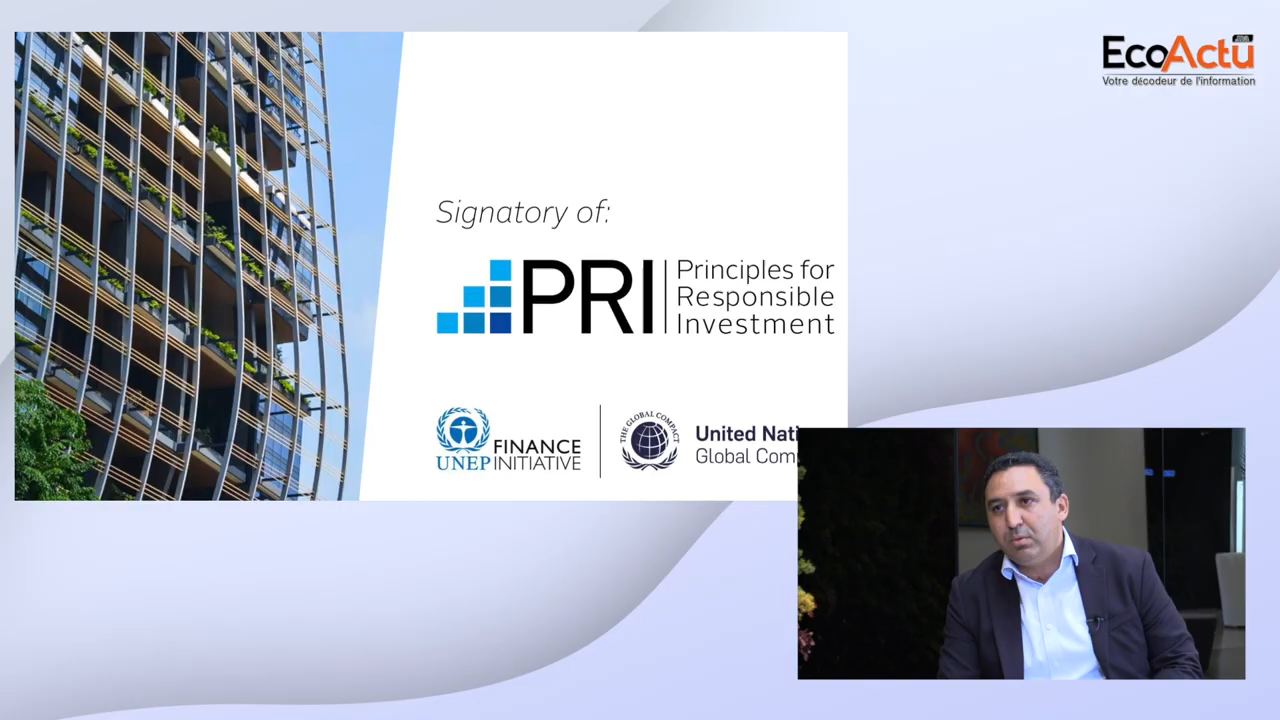 EcoActu
Votre décodeur de l'information
Signatory of:
PRI
Principles for
Responsible
Investment
UNEP
FINANCE
INITIATIVE
THE GLOBAL COMPACT
United Nati
Global Com